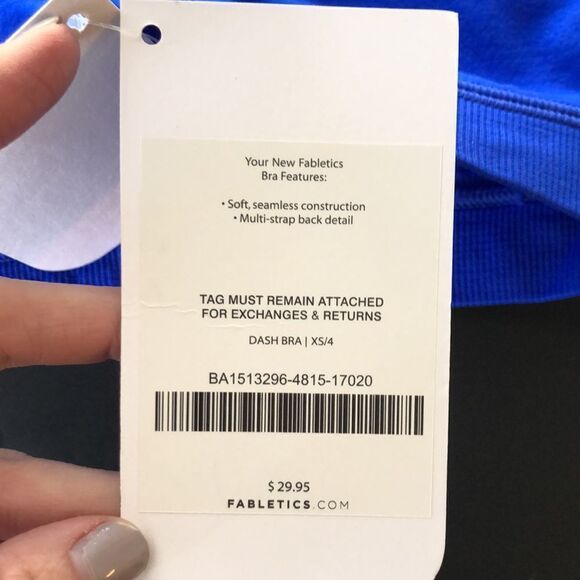 Your New Fabletics
Bra Features:
• Soft, seamless construction
• Multi-strap back detail
TAG MUST REMAIN ATTACHED
FOR EXCHANGES & RETURNS
DASH BRA | XS/4
BA1513296-4815-17020
$ 29.95
FABLETICS.COM